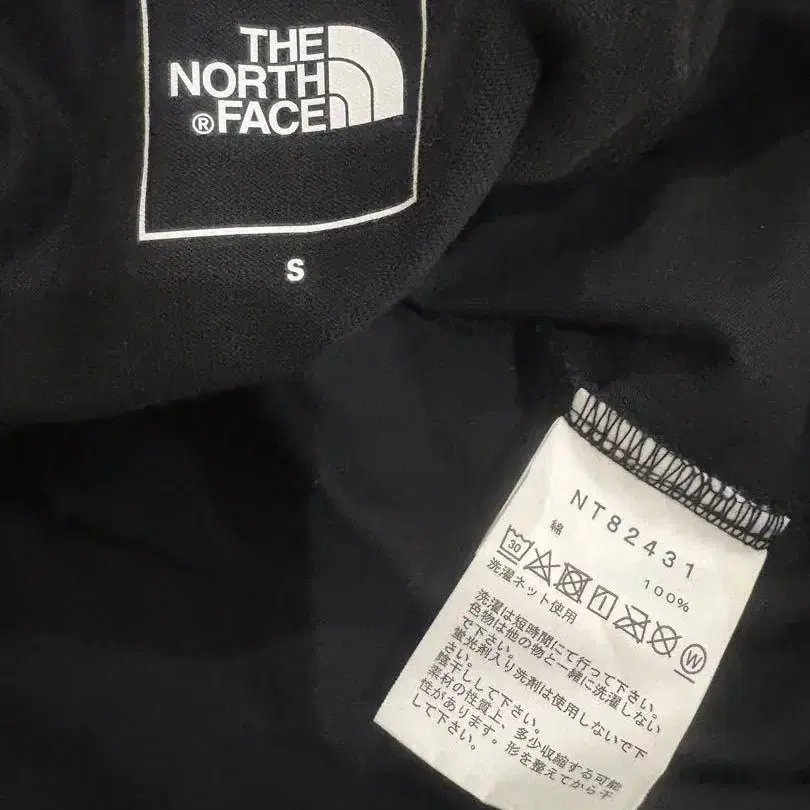 THE
NORTH
®FACE
S
NT82431
綿 100%
30 W
洗濯ネット使用
洗濯は短時間にて行って下さい。
色物は他の物と一緒に洗濯しない
で下さい。
蛍光剤入り洗剤は使用しないで下
さい。
陰干しして下さい。
素材の性質上、多少収縮する可能
性があります。形を整えてから干
して下さい。